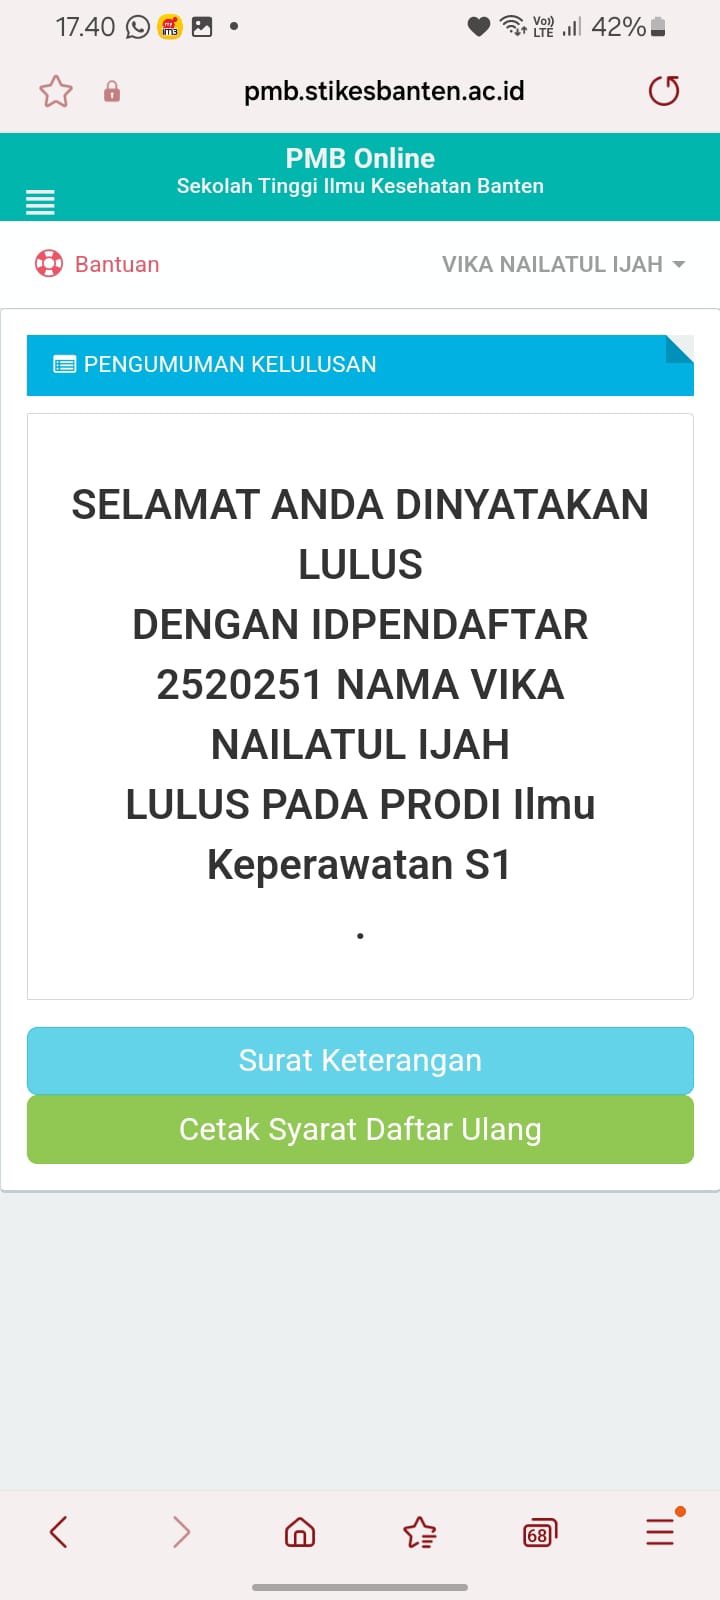 17.40
Vo))
LTE
42%
pmb.stikesbanten.ac.id
PMB Online
Sekolah Tinggi Ilmu Kesehatan Banten
Bantuan
VIKA NAILATUL IJAH
PENGUMUMAN KELULUSAN
SELAMAT ANDA DINYATAKAN
LULUS
DENGAN IDPENDAFTAR
2520251 NAMA VIKA
NAILATUL IJAH
LULUS PADA PRODI Ilmu
Keperawatan S1
.
Surat Keterangan
Cetak Syarat Daftar Ulang
68